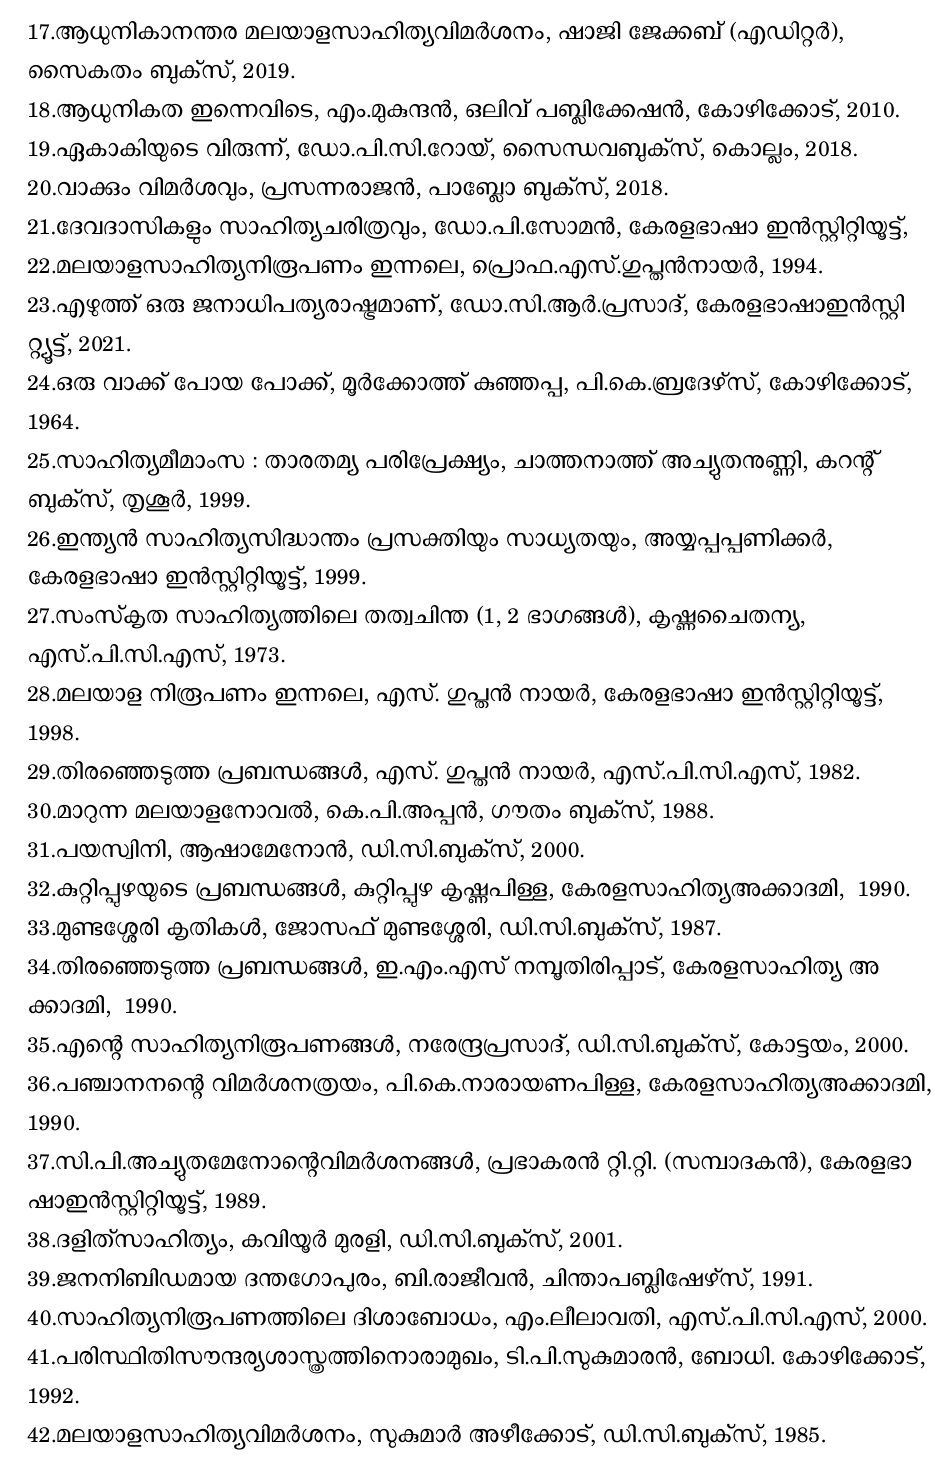 17.ആധുനികാനന്തര മലയാളസാഹിത്യവിമർശനം, ഷാജി ജേക്കബ് (എഡിറ്റർ),
സൈകതം ബുക്സ്, 2019.
18.ആധുനികത ഇന്നെവിടെ, എം.മുകുന്ദൻ, ഒലിവ് പബ്ലിക്കേഷൻ, കോഴിക്കോട്, 2010.
19.ഏകാകിയുടെ വിരുന്ന്, ഡോ.പി.സി.റോയ്, സൈന്ധവബുക്സ്, കൊല്ലം, 2018.
20.വാക്കും വിമർശവും, പ്രസന്നരാജൻ, പാബ്ലോ ബുക്സ്, 2018.
21.ദേവദാസികളും സാഹിത്യചരിത്രവും, ഡോ.പി.സോമൻ, കേരളഭാഷാ ഇൻസ്റ്റിറ്റിയൂട്ട്,
22.മലയാളസാഹിത്യനിരൂപണം ഇന്നലെ, പ്രൊഫ.എസ്.ഗുപ്തൻനായർ, 1994.
23.എഴുത്ത് ഒരു ജനാധിപത്യരാഷ്ട്രമാണ്, ഡോ.സി.ആർ.പ്രസാദ്, കേരളഭാഷാഇൻസ്റ്റി
റ്റ്യൂട്ട്, 2021.
24.ഒരു വാക്ക് പോയ പോക്ക്, മൂർക്കോത്ത് കുഞ്ഞപ്പ, പി.കെ.ബ്രദേഴ്സ്, കോഴിക്കോട്,
1964.
25.സാഹിത്യമീമാംസ : താരതമ്യ പരിപ്രേക്ഷ്യം, ചാത്തനാത്ത് അച്യുതനുണ്ണി, കറന്റ്
ബുക്സ്, തൃശൂർ, 1999.
26.ഇന്ത്യൻ സാഹിത്യസിദ്ധാന്തം പ്രസക്തിയും സാധ്യതയും, അയ്യപ്പപ്പണിക്കർ,
കേരളഭാഷാ ഇൻസ്റ്റിറ്റിയൂട്ട്, 1999.
27.സംസ്കൃത സാഹിത്യത്തിലെ തത്വചിന്ത (1, 2 ഭാഗങ്ങൾ), കൃഷ്ണചൈതന്യ,
എസ്.പി.സി.എസ്, 1973.
28.മലയാള നിരൂപണം ഇന്നലെ, എസ്. ഗുപ്തൻ നായർ, കേരളഭാഷാ ഇൻസ്റ്റിറ്റിയൂട്ട്,
1998.
29.തിരഞ്ഞെടുത്ത പ്രബന്ധങ്ങൾ, എസ്. ഗുപ്തൻ നായർ, എസ്.പി.സി.എസ്, 1982.
30.മാറുന്ന മലയാളനോവൽ, കെ.പി.അപ്പൻ, ഗൗതം ബുക്സ്, 1988.
31.പയസ്വിനി, ആഷാമേനോൻ, ഡി.സി.ബുക്സ്, 2000.
32.കുറ്റിപ്പുഴയുടെ പ്രബന്ധങ്ങൾ, കുറ്റിപ്പുഴ കൃഷ്ണപിള്ള, കേരളസാഹിത്യഅക്കാദമി,  1990.
33.മുണ്ടശ്ശേരി കൃതികൾ, ജോസഫ് മുണ്ടശ്ശേരി, ഡി.സി.ബുക്സ്, 1987.
34.തിരഞ്ഞെടുത്ത പ്രബന്ധങ്ങൾ, ഇ.എം.എസ് നമ്പൂതിരിപ്പാട്, കേരളസാഹിത്യ അ
ക്കാദമി,  1990.
35.എന്റെ സാഹിത്യനിരൂപണങ്ങൾ, നരേന്ദ്രപ്രസാദ്, ഡി.സി.ബുക്സ്, കോട്ടയം, 2000.
36.പഞ്ചാനനന്റെ വിമർശനത്രയം, പി.കെ.നാരായണപിള്ള, കേരളസാഹിത്യഅക്കാദമി,
1990.
37.സി.പി.അച്യുതമേനോന്റെവിമർശനങ്ങൾ, പ്രഭാകരൻ റ്റി.റ്റി. (സമ്പാദകൻ), കേരളഭാ
ഷാഇൻസ്റ്റിറ്റിയൂട്ട്, 1989.
38.ദളിത്സാഹിത്യം, കവിയൂർ മുരളി, ഡി.സി.ബുക്സ്, 2001.
39.ജനനിബിഡമായ ദന്തഗോപുരം, ബി.രാജീവൻ, ചിന്താപബ്ലിഷേഴ്സ്, 1991.
40.സാഹിത്യനിരൂപണത്തിലെ ദിശാബോധം, എം.ലീലാവതി, എസ്.പി.സി.എസ്, 2000.
41.പരിസ്ഥിതിസൗന്ദര്യശാസ്ത്രത്തിനൊരാമുഖം, ടി.പി.സുകുമാരൻ, ബോധി. കോഴിക്കോട്,
1992.
42.മലയാളസാഹിത്യവിമർശനം, സുകുമാർ അഴീക്കോട്, ഡി.സി.ബുക്സ്, 1985.